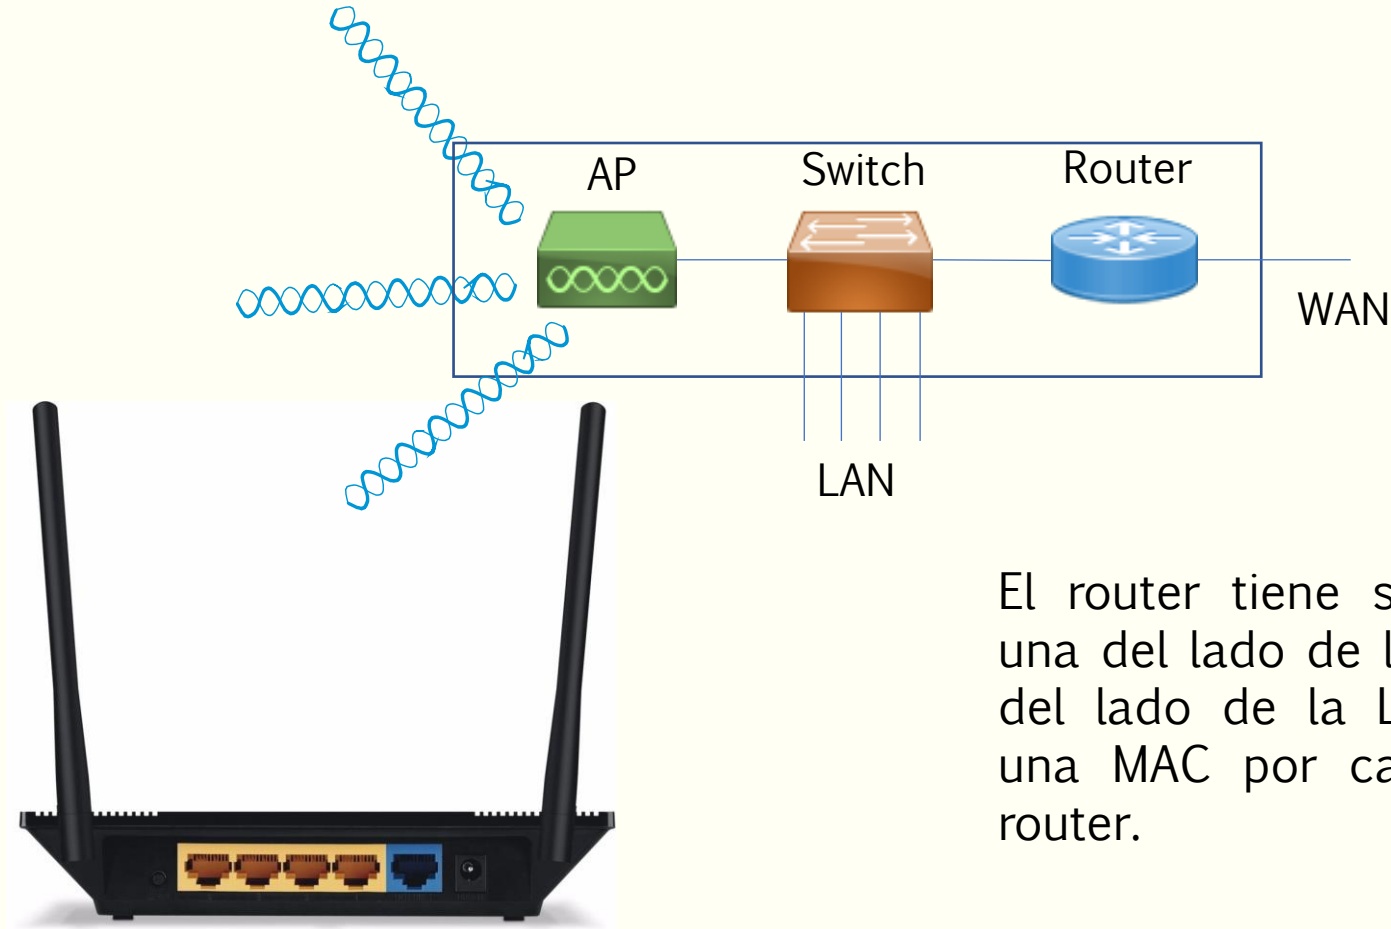 AP
Switch
Router
WAN
LAN
El router tiene
una del lado de
del lado de la
una MAC por
router.